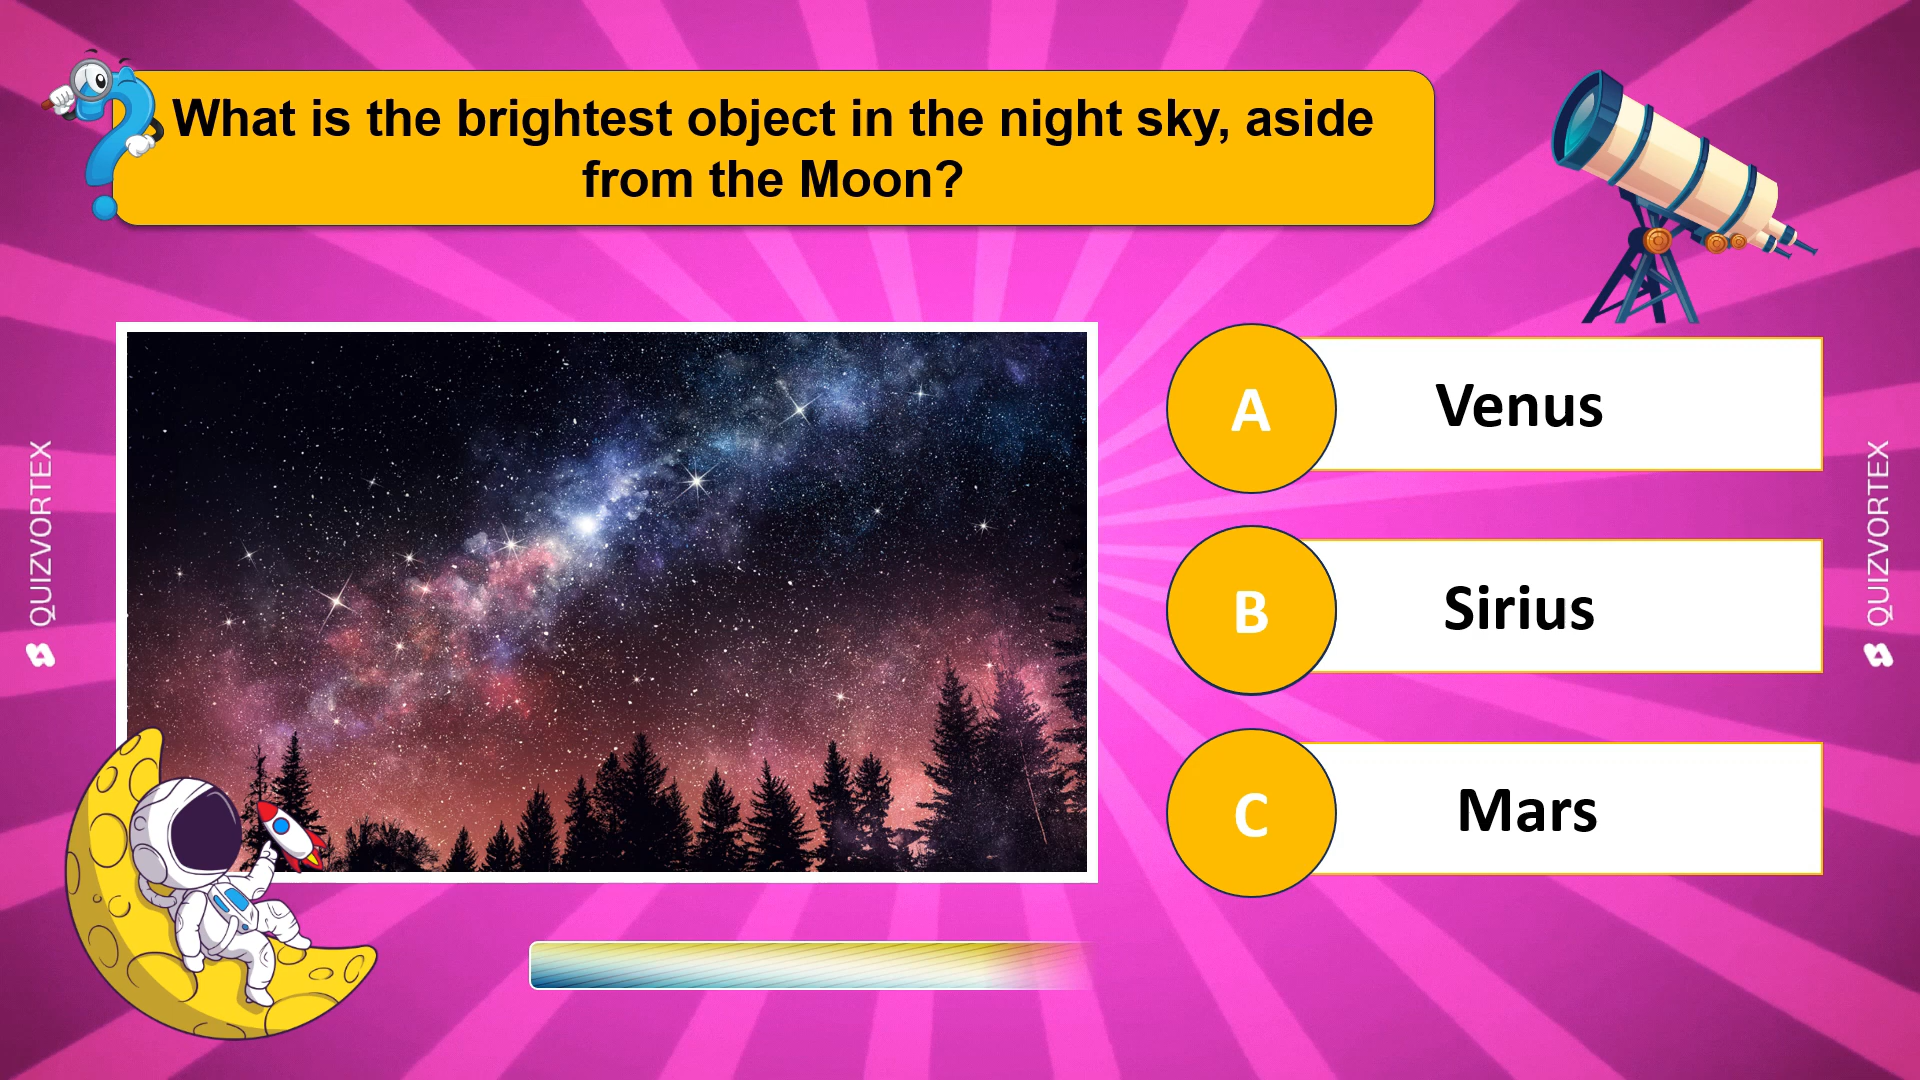 What is the brightest object in the night sky, aside
from the Moon?
A
Venus
B
Sirius
C
Mars
QUIZVORTEX
QUIZVORTEX